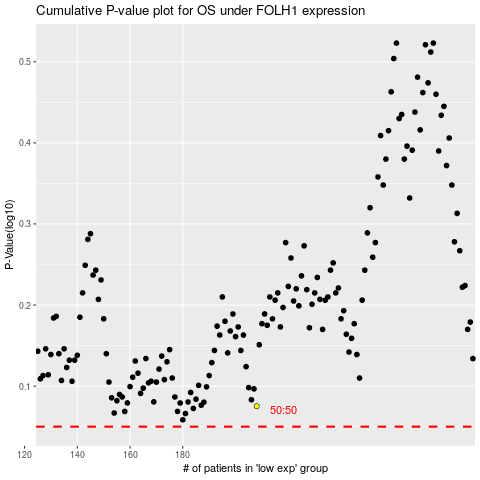 Cumulative P-value plot for OS under FOLH1 expression
P-Value(log10)
0.5
0.4
0.3
0.2
0.1
50:50
120 140 160 180
# of patients in 'low exp' group